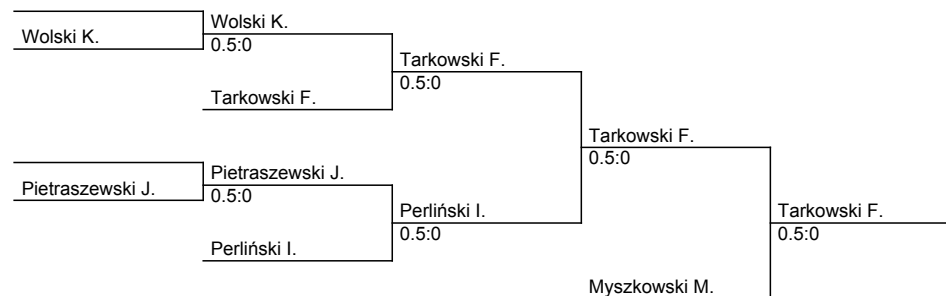 Wolski K.
Wolski K.
0.5:0
Tarkowski F.
0.5:0
Tarkowski F.
Tarkowski F.
0.5:0
Pietraszewski J.
Pietraszewski J.
0.5:0
Perliński I.
0.5:0
Tarkowski F.
0.5:0
Perliński I.
Myszkowski M.